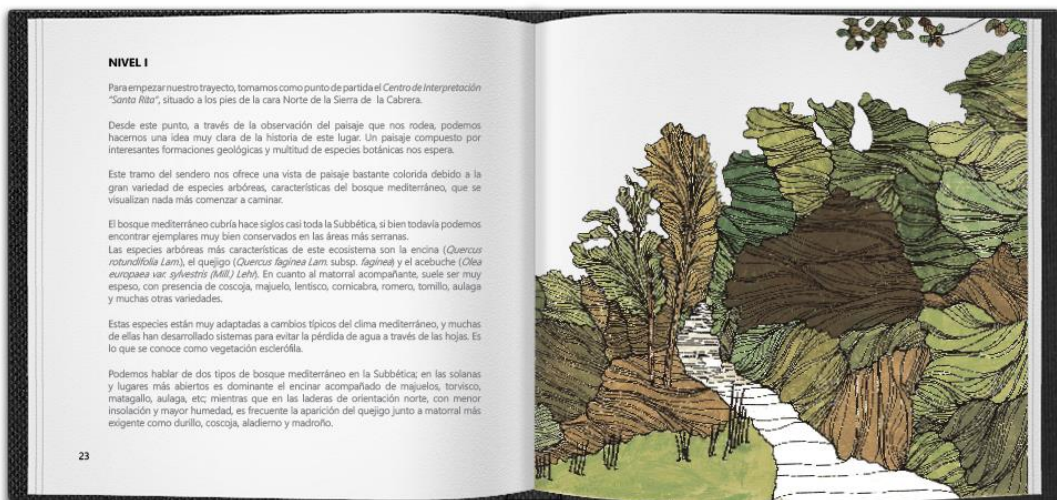 NIVEL I
Para empezar nuestro trayecto, tomamos como punto de partida el Centro de Interpretación
"Santa Rita", situado a los pies de la cara Norte de la Sierra de la Cabrera.
Desde este punto, a través de la observación del paisaje que nos rodea, podemos
hacernos una idea muy clara de la historia de este lugar. Un paisaje compuesto por
interesantes formaciones geológicas y multitud de especies botánicas nos espera.
Este tramo del sendero nos ofrece una vista de paisaje bastante colorida debido a la
gran variedad de especies arbóreas, características del bosque mediterráneo, que se
visualizan nada más comenzar a caminar.
El bosque mediterráneo cubría hace siglos casi toda la Subbética, si bien todavía podemos
encontrar ejemplares muy bien conservados en las áreas más serranas.
Las especies arbóreas más características de este ecosistema son la encina (Quercus
rotundifolia Lam.), el quejigo (Quercus faginea Lam. subsp. faginea) y el acebuche (Olea
europaea var. sylvestris (Mill.) Lehr). En cuanto al matorral acompañante, suele ser muy
espeso, con presencia de coscoja, majuelo, lentisco, cornicabra, romero, tomillo, aulaga
y muchas otras variedades.
Estas especies están muy adaptadas a cambios típicos del clima mediterráneo, y muchas
de ellas han desarrollado sistemas para evitar la pérdida de agua a través de las hojas. Es
lo que se conoce como vegetación esclerófila.
Podemos hablar de dos tipos de bosque mediterráneo en la Subbética; en las solanas
y lugares más abiertos es dominante el encinar acompañado de majuelos, torvisco,
matagallo, aulaga, etc; mientras que en las laderas de orientación norte, con menor
insolación y mayor humedad, es frecuente la aparición del quejigo junto a matorral más
exigente como durillo, coscoja, aladierno y madroño.
23